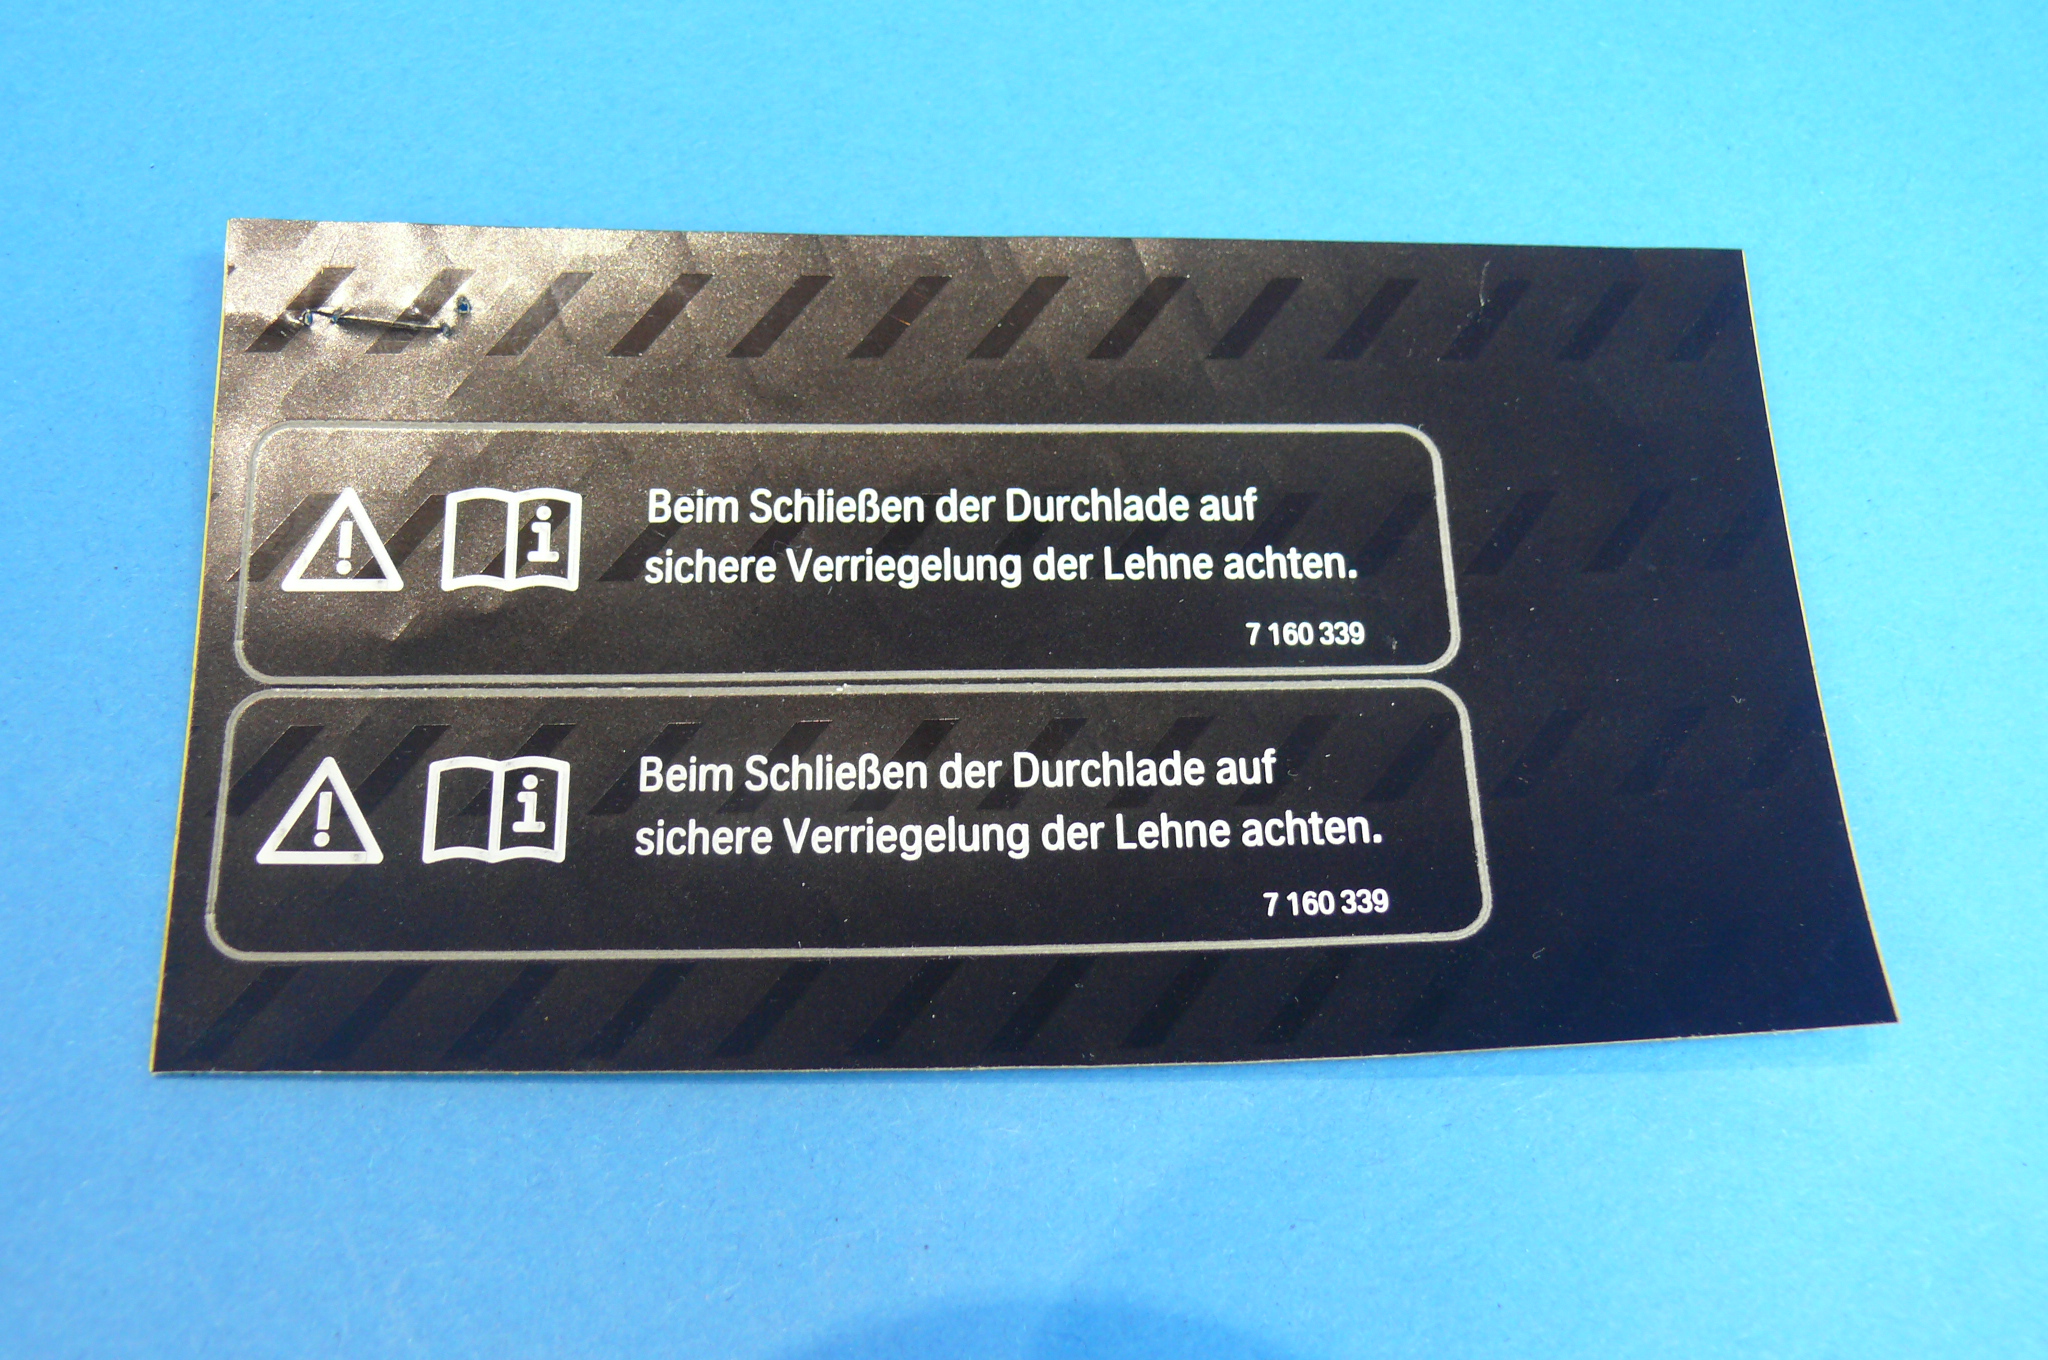 Beim Schließen der Durchlade auf
sichere Verriegelung der Lehne achten.
7 160 339
Beim Schließen der Durchlade auf
sichere Verriegelung der Lehne achten.
7 160 339